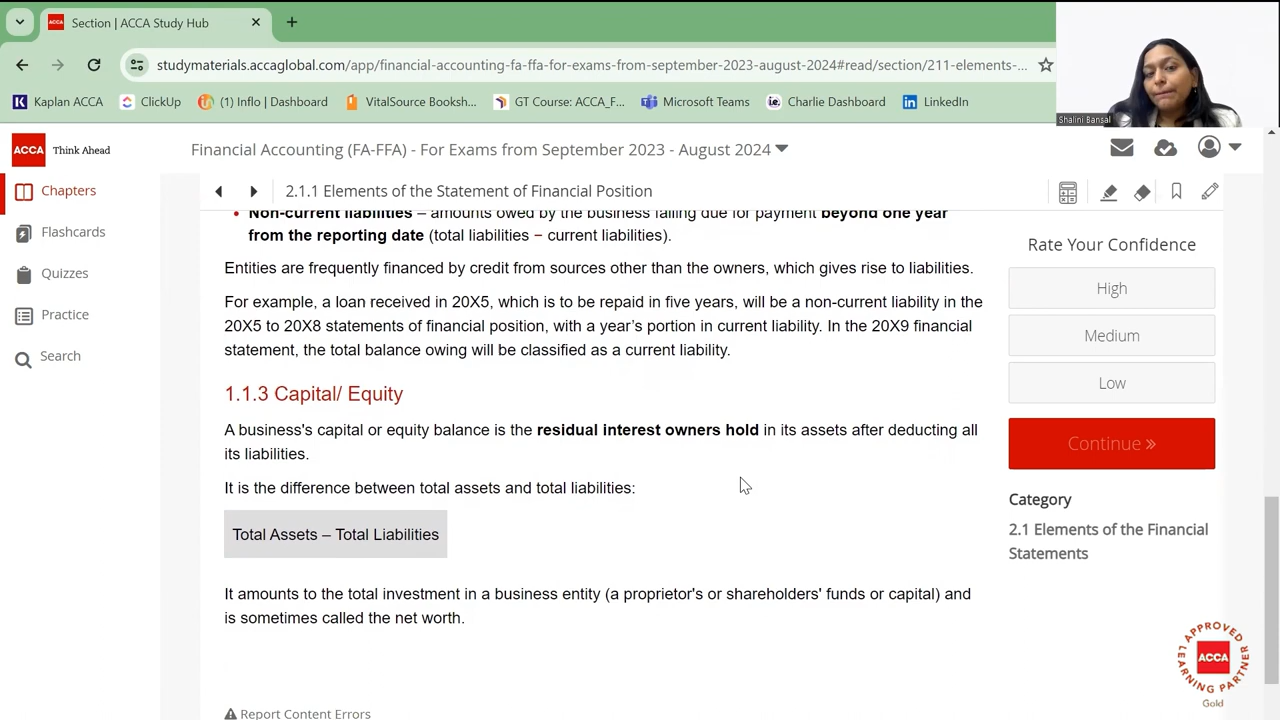 Section | ACCA Study Hub
studymaterials.accaglobal.com/app/financial-accounting-fa-ffa-for-exams-from-september-2023-august-2024#read/section/211-elements-...
Kaplan ACCA
ClickUp
(1) Inflo | Dashboard
VitalSource Booksh...
GT Course: ACCA_F...
Microsoft Teams
Charlie Dashboard
LinkedIn
Shalini Bansal
ACCA
Think Ahead
Financial Accounting (FA-FFA) - For Exams from September 2023 - August 2024
Chapters
Flashcards
Quizzes
Practice
Search
2.1.1 Elements of the Statement of Financial Position
• Non-current liabilities – amounts owed by the business falling due for payment beyond one year
from the reporting date (total liabilities − current liabilities).
Entities are frequently financed by credit from sources other than the owners, which gives rise to liabilities.
For example, a loan received in 20X5, which is to be repaid in five years, will be a non-current liability in the
20X5 to 20X8 statements of financial position, with a year's portion in current liability. In the 20X9 financial
statement, the total balance owing will be classified as a current liability.
1.1.3 Capital/ Equity
A business's capital or equity balance is the residual interest owners hold in its assets after deducting all
its liabilities.
It is the difference between total assets and total liabilities:
Total Assets – Total Liabilities
It amounts to the total investment in a business entity (a proprietor's or shareholders' funds or capital) and
is sometimes called the net worth.
Report Content Errors
Rate Your Confidence
High
Medium
Low
Continue »
Category
2.1 Elements of the Financial
Statements
APPROVED
ACCA
LEARNING PARTNER
Gold